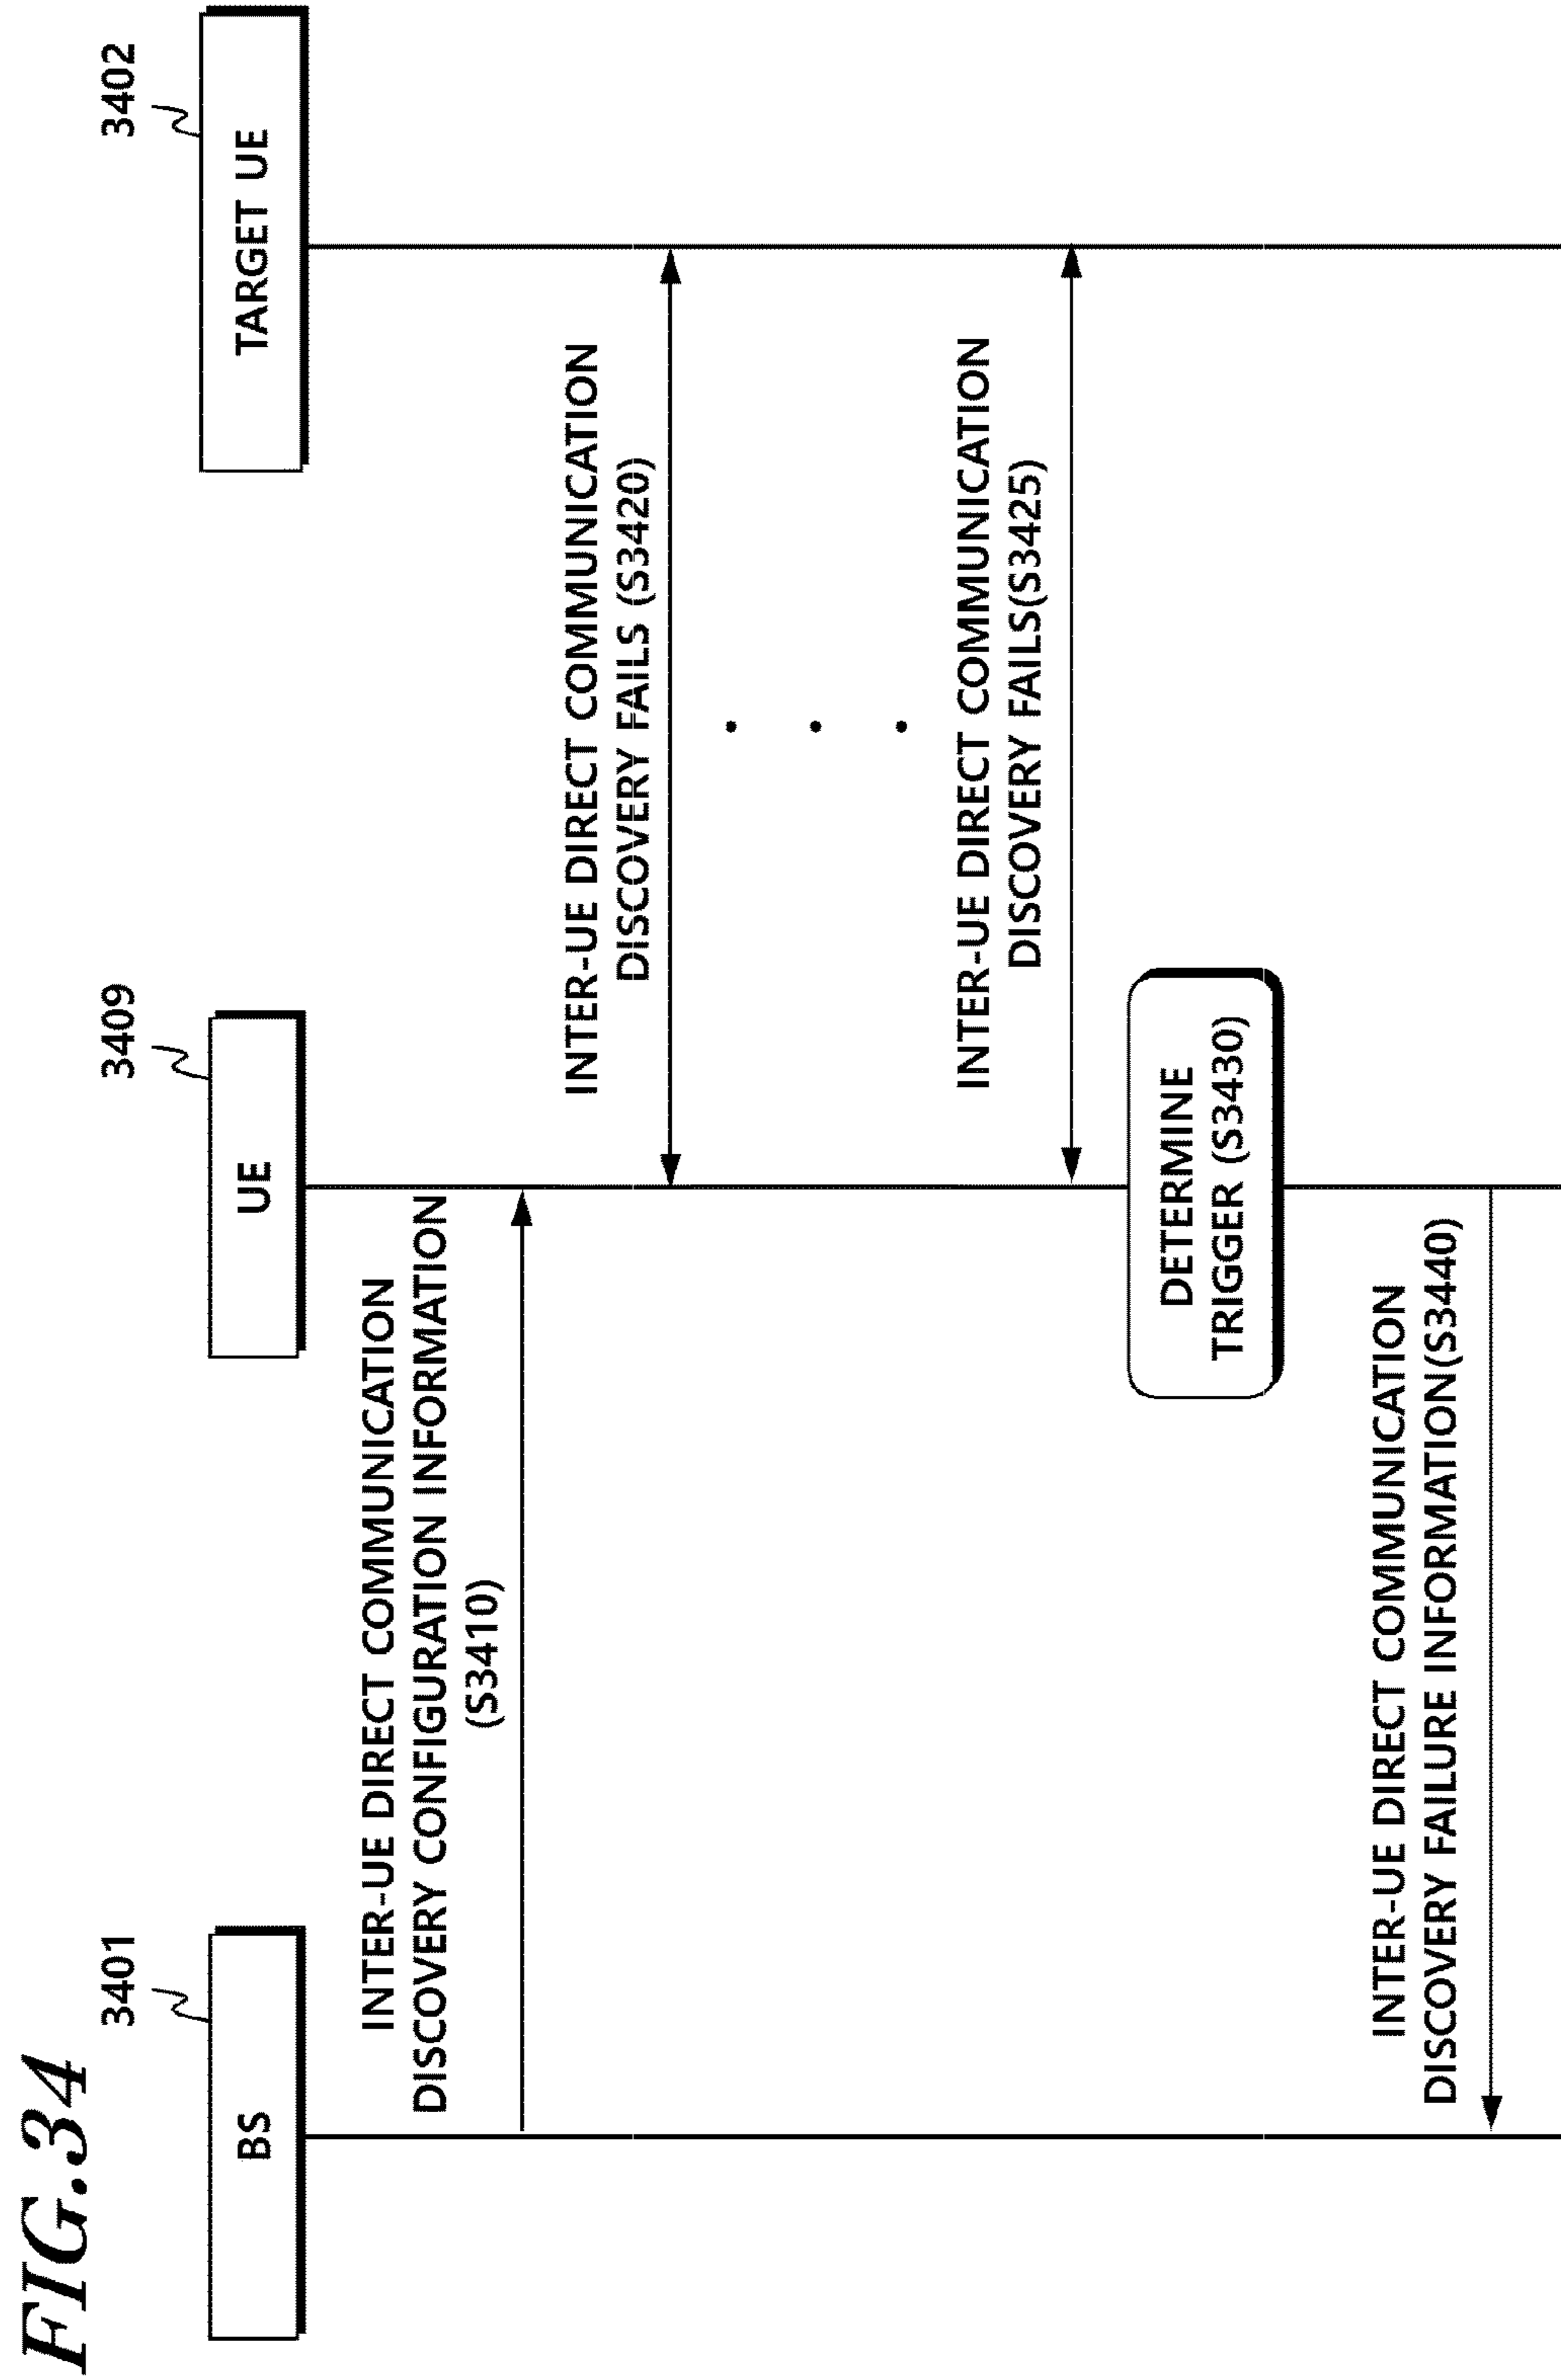 FIG.34
3401
3409
3402
BS
UE
TARGET UE
INTER-UE DIRECT COMMUNICATION
DISCOVERY CONFIGURATION INFORMATION
(S3410)
INTER-UE DIRECT COMMUNICATION
DISCOVERY FAILS (S3420)
INTER-UE DIRECT COMMUNICATION
DISCOVERY FAILS(S3425)
DETERMINE
TRIGGER (S3430)
INTER-UE DIRECT COMMUNICATION
DISCOVERY FAILURE INFORMATION(S3440)